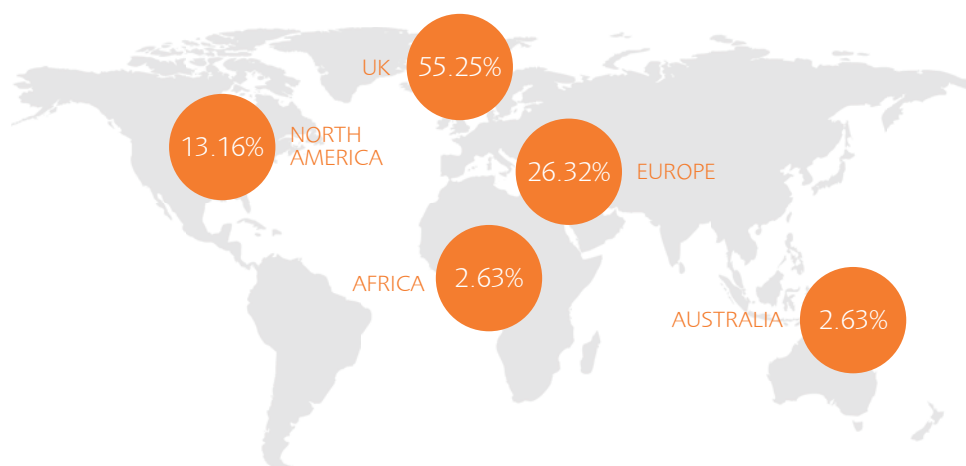 UK
55.25%
13.16%
NORTH
AMERICA
26.32%
EUROPE
AFRICA
2.63%
AUSTRALIA
2.63%